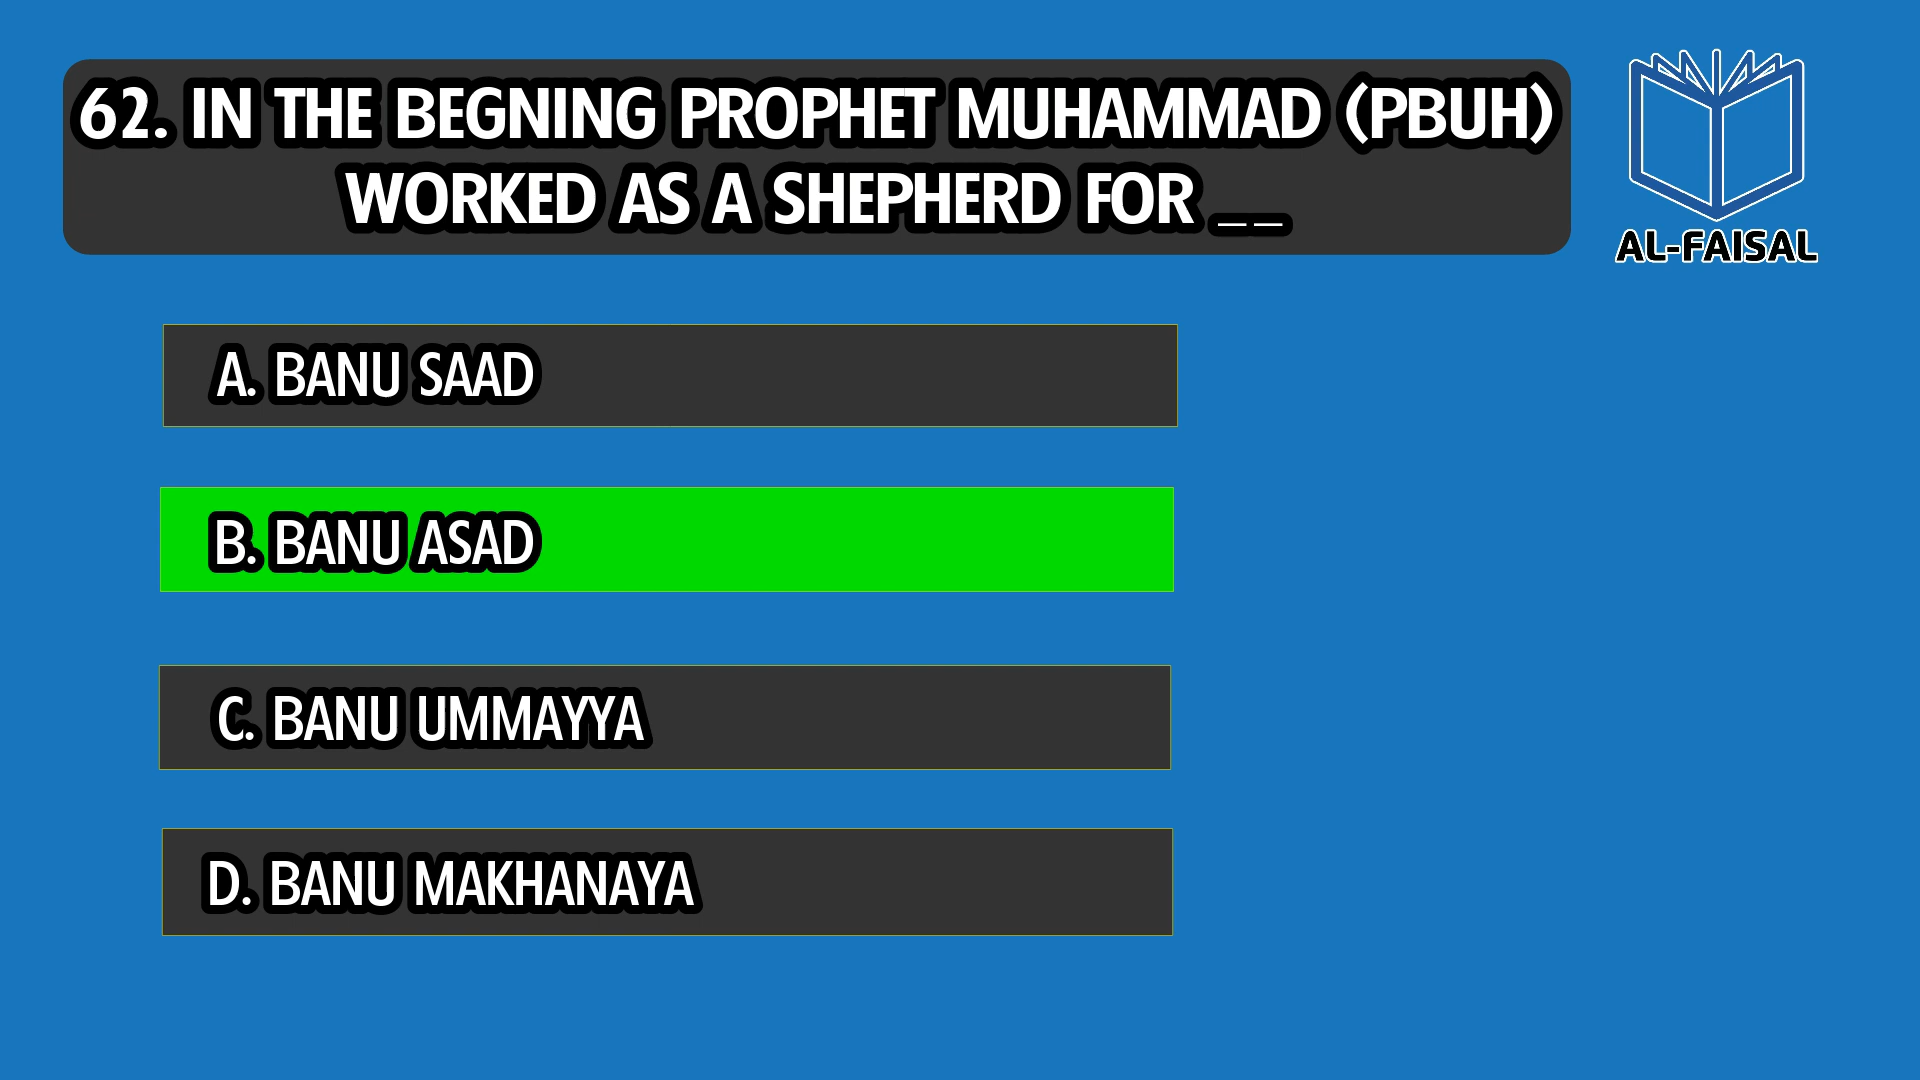 62. IN THE BEGNING PROPHET MUHAMMAD (PBUH)
WORKED AS A SHEPHERD FOR _ _
AL-FAISAL
A. BANU SAAD
B. BANU ASAD
C. BANU UMMAYYA
D. BANU MAKHANAYA